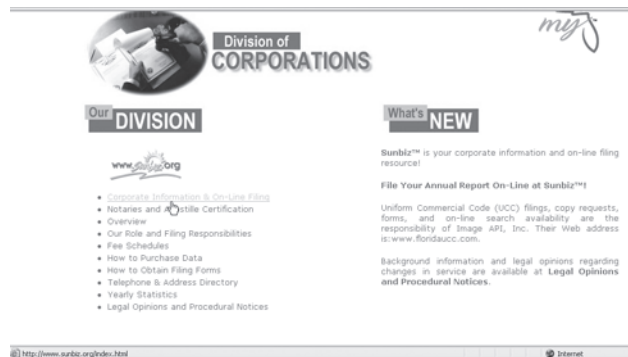 Division of
CORPORATIONS
my
Our
DIVISION
www.sunbiz.org
• Corporate Information & On-Line Filing
• Notaries and Apostille Certification
• Overview
• Our Role and Filing Responsibilities
• Fee Schedules
• How to Purchase Data
• How to Obtain Filing Forms
• Telephone & Address Directory
• Yearly Statistics
• Legal Opinions and Procedural Notices
What's
NEW
Sunbiz™ is your corporate information and on-line filing
resource!
File Your Annual Report On-Line at Sunbiz™!
Uniform Commercial Code (UCC) filings, copy requests,
forms, and on-line search availability are the
responsibility of Image API, Inc. Their Web address
is:www.floridaucc.com.
Background information and legal opinions regarding
changes in service are available at Legal Opinions
and Procedural Notices.
http://www.sunbiz.org/index.html
Internet